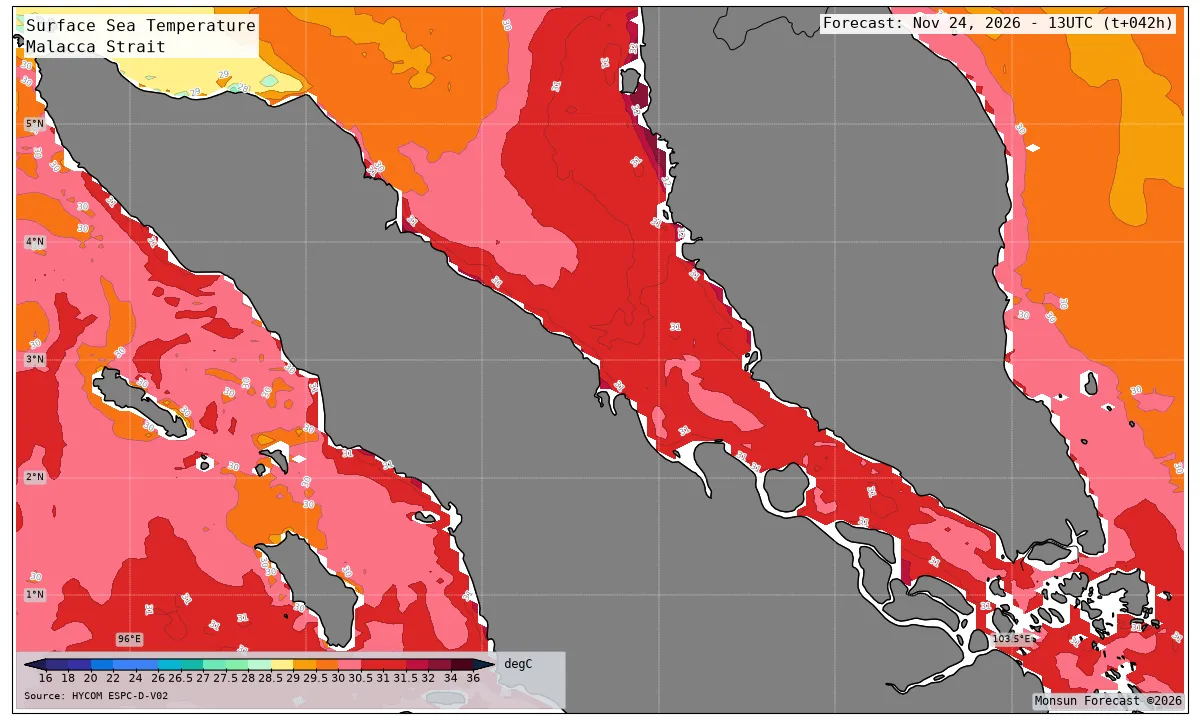 Surface Sea Temperature
Malacca Strait
Forecast: Nov 24, 2026 - 13UTC (t+042h)
5°N
4°N
3°N
2°N
1°N
96°E
103.5°E
degC
16 18 20 22 24 26 26.5 27 27.5 28 28.5 29 29.5 30 30.5 31 31.5 32 34 36
Source: HYCOM ESPC-D-V02
Monsun Forecast ©2026